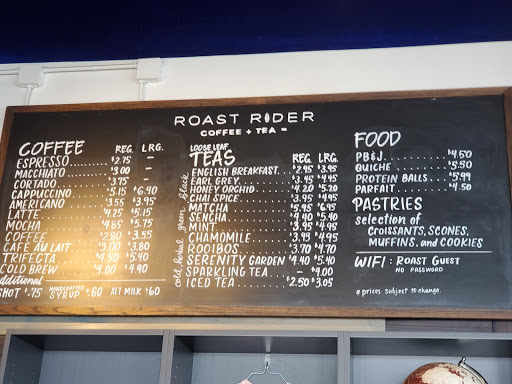 ROAST RIDER
COFFEE + TEA
COFFEE REG. LRG.
ESPRESSO $2.75 –
MACCHIATO $3.00 –
CORTADO $3.75 –
CAPPUCCINO $5.15 $6.40
AMERICANO $3.55 $3.95
LATTE $4.25 $5.15
MOCHA $4.85 $5.75
COFFEE $2.80 $3.55
CAFE AU LAIT $3.00 $3.80
TRIFECTA $4.50 $5.40
COLD BREW $4.00 $4.90
additional
SHOT $.75 HANDCRAFTED SYRUP $.60 ALT MILK $.60
LOOSE LEAF
TEAS REG. LRG.
cold, herbal, green, black
ENGLISH BREAKFAST $2.95 $3.95
EARL GREY $3.45 $4.45
HONEY ORCHID $4.20 $5.20
CHAI SPICE $3.95 $4.95
MATCHA $5.95 $6.95
SENCHA $4.40 $5.40
MINT $3.95 $4.95
CHAMOMILE $3.95 $4.95
ROOIBOS $3.70 $4.70
SERENITY GARDEN $4.40 $5.40
SPARKLING TEA – $4.00
ICED TEA $2.50 $3.05
FOOD
PB&J $4.50
QUICHE $5.50
PROTEIN BALLS $5.99
PARFAIT $4.50
PASTRIES
selection of
CROISSANTS, SCONES,
MUFFINS, and COOKIES
WIFI: ROAST GUEST
NO PASSWORD
* prices subject to change.